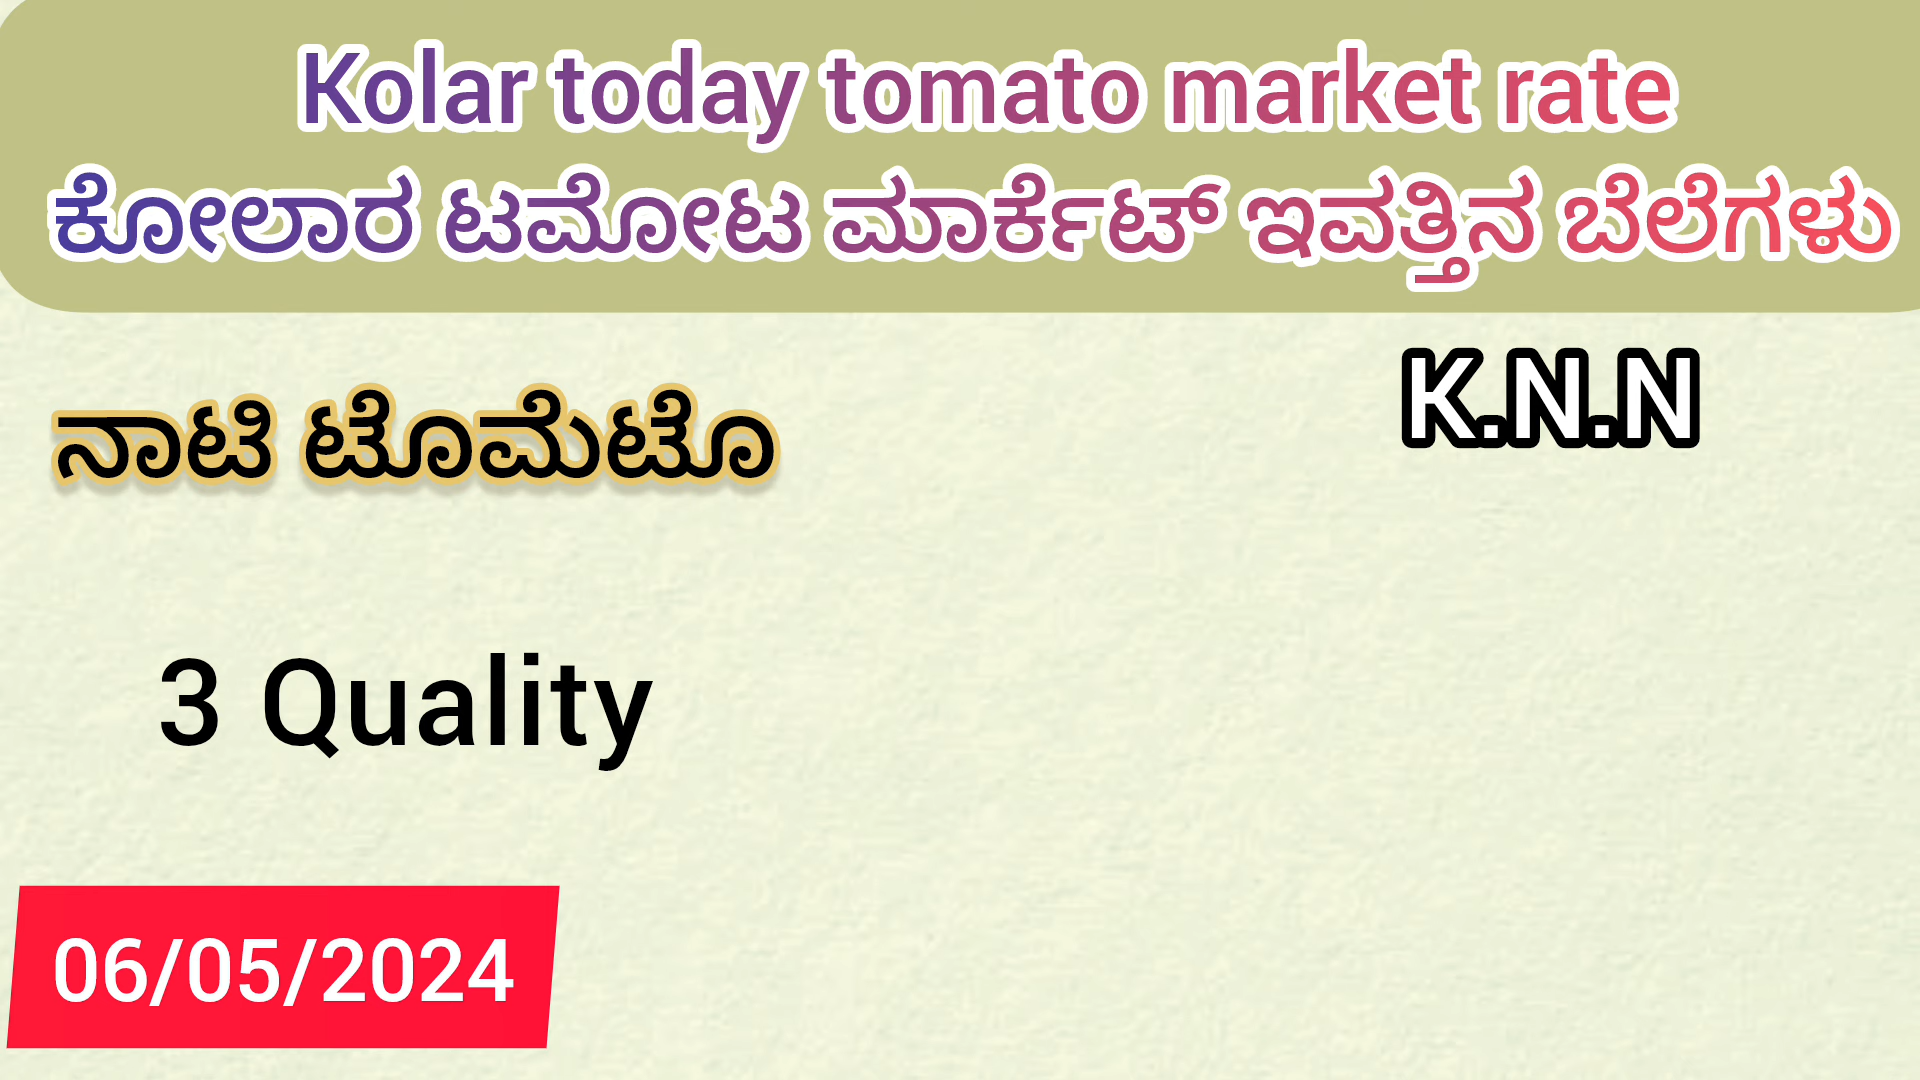 Kolar today tomato market rate
ಕೋಲಾರ ಟಮೋಟ ಮಾರ್ಕೆಟ್ ಇವತ್ತಿನ ಬೆಲೆಗಳು
K.N.N
ನಾಟಿ ಟೊಮೆಟೊ
3 Quality
06/05/2024